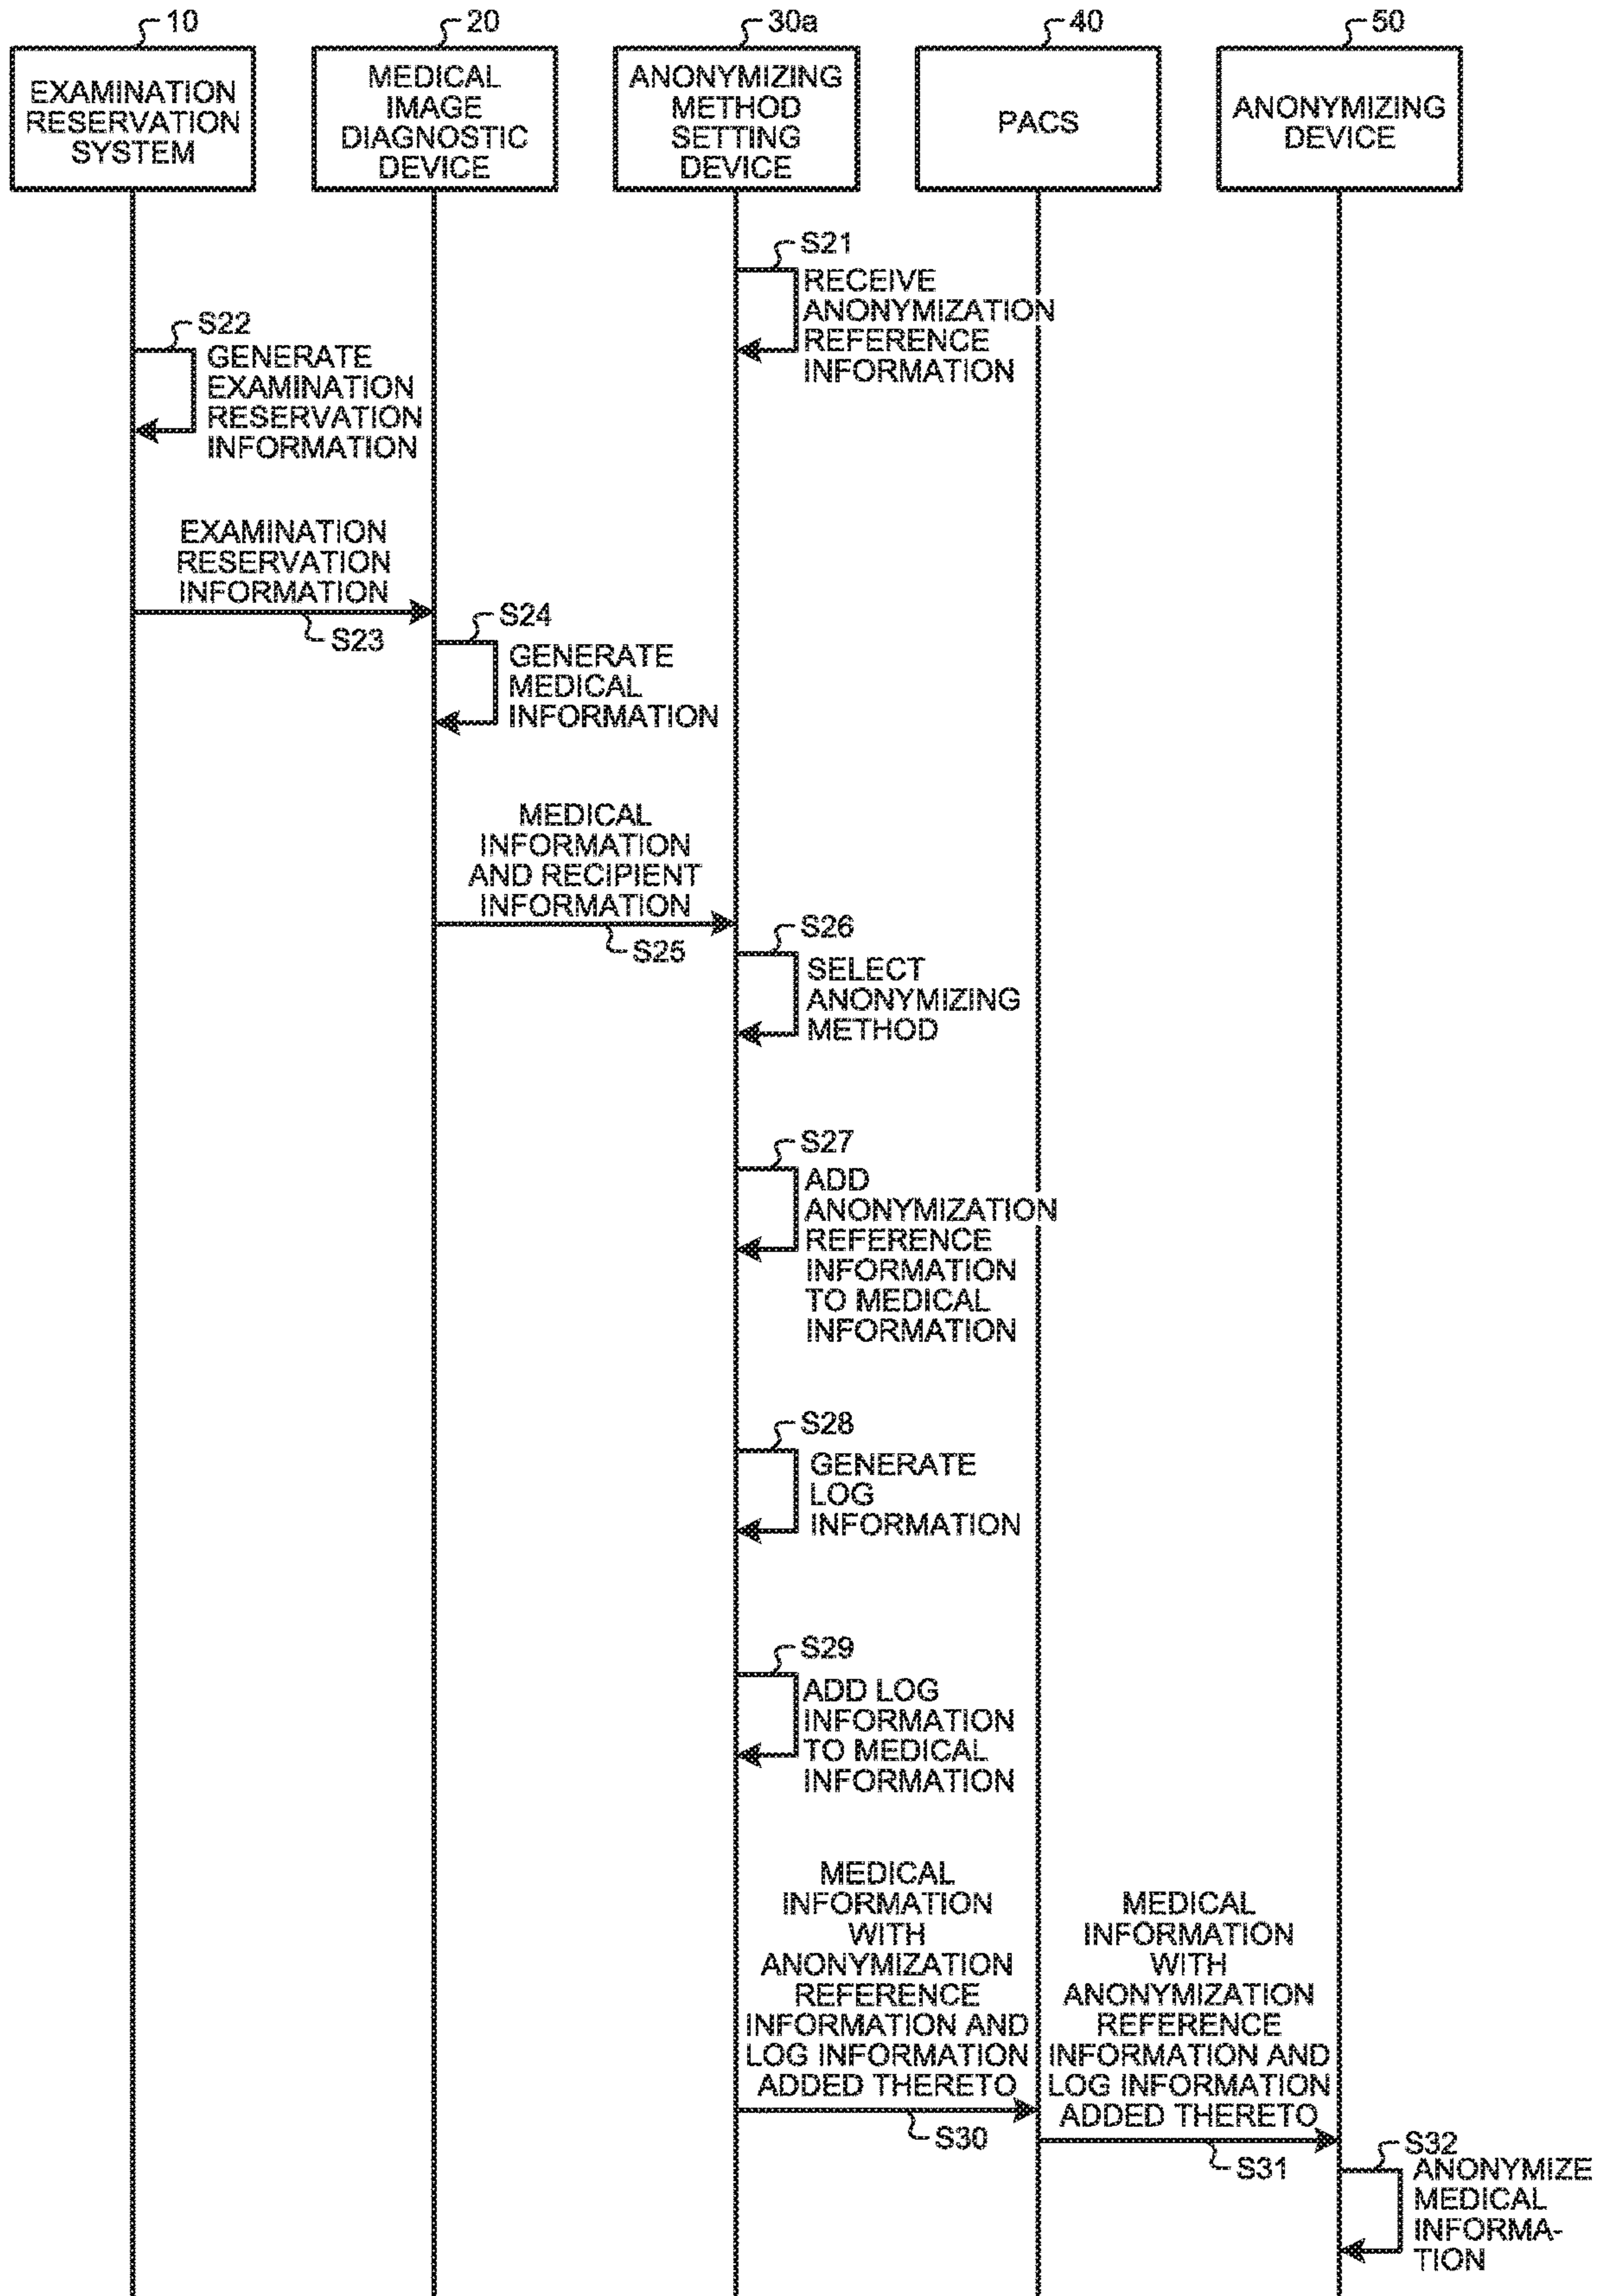 10
20
30a
40
50
EXAMINATION
RESERVATION
SYSTEM
MEDICAL
IMAGE
DIAGNOSTIC
DEVICE
ANONYMIZING
METHOD
SETTING
DEVICE
PACS
ANONYMIZING
DEVICE
S21
RECEIVE
ANONYMIZATION
REFERENCE
INFORMATION
S22
GENERATE
EXAMINATION
RESERVATION
INFORMATION
EXAMINATION
RESERVATION
INFORMATION
S23
S24
GENERATE
MEDICAL
INFORMATION
MEDICAL
INFORMATION
AND RECIPIENT
INFORMATION
S25
S26
SELECT
ANONYMIZING
METHOD
S27
ADD
ANONYMIZATION
REFERENCE
INFORMATION
TO MEDICAL
INFORMATION
S28
GENERATE
LOG
INFORMATION
S29
ADD LOG
INFORMATION
TO MEDICAL
INFORMATION
MEDICAL
INFORMATION
WITH
ANONYMIZATION
REFERENCE
INFORMATION AND
LOG INFORMATION
ADDED THERETO
S30
MEDICAL
INFORMATION
WITH
ANONYMIZATION
REFERENCE
INFORMATION AND
LOG INFORMATION
ADDED THERETO
S31
S32
ANONYMIZE
MEDICAL
INFORMA-
TION